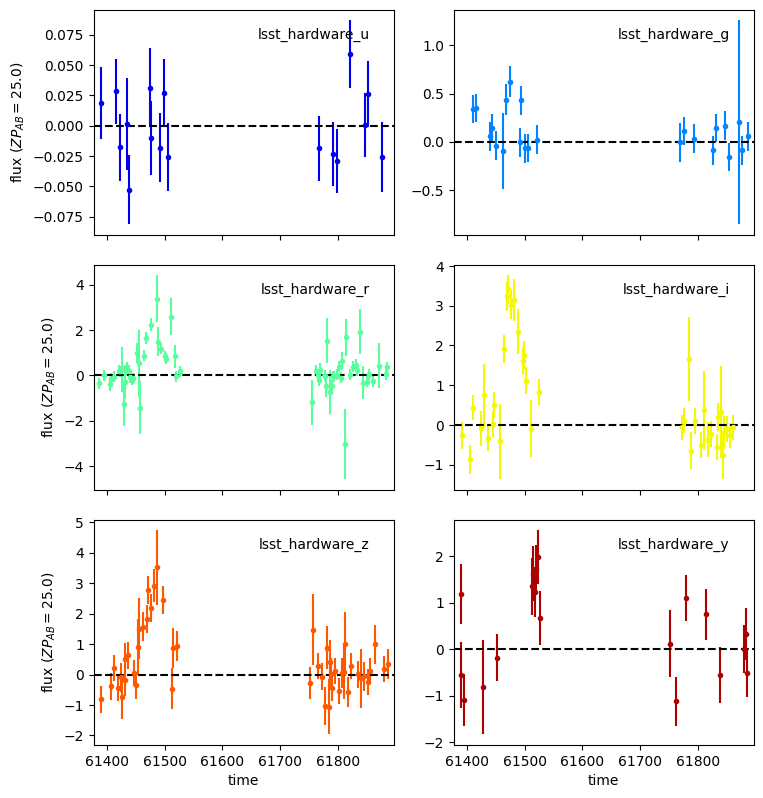 lsst_hardware_u
flux (ZP_AB = 25.0)
0.075
0.050
0.025
0.000
−0.025
−0.050
−0.075
lsst_hardware_g
1.0
0.5
0.0
−0.5
lsst_hardware_r
flux (ZP_AB = 25.0)
4
2
0
−2
−4
lsst_hardware_i
4
3
2
1
0
−1
lsst_hardware_z
flux (ZP_AB = 25.0)
5
4
3
2
1
0
−1
−2
61400 61500 61600 61700 61800
time
lsst_hardware_y
2
1
0
−1
−2
61400 61500 61600 61700 61800
time